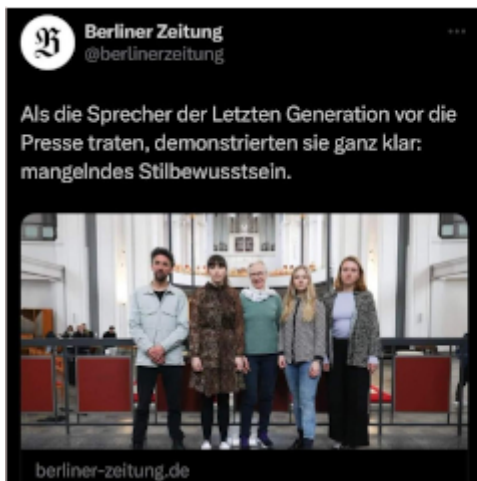 Berliner Zeitung
@berlinerzeitung
Als die Sprecher der Letzten Generation vor die
Presse traten, demonstrierten sie ganz klar:
mangelndes Stilbewusstsein.
berliner-zeitung.de